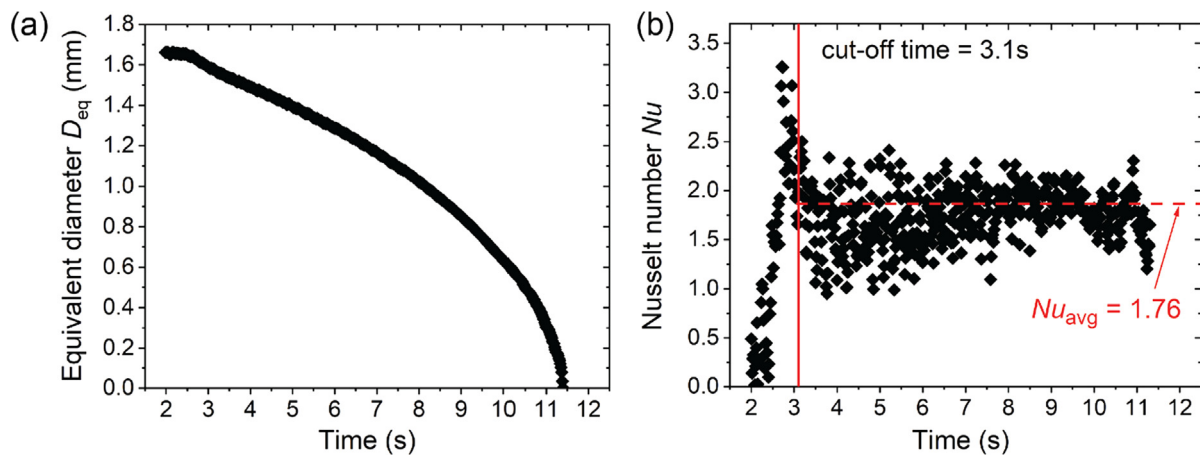 (a)
Equivalent diameter Deq (mm)
1.8
1.6
1.4
1.2
1.0
0.8
0.6
0.4
0.2
0.0
2 3 4 5 6 7 8 9 10 11 12
Time (s)
(b)
Nusselt number Nu
3.5
3.0
2.5
2.0
1.5
1.0
0.5
0.0
cut-off time = 3.1s
Nuavg = 1.76
2 3 4 5 6 7 8 9 10 11 12
Time (s)